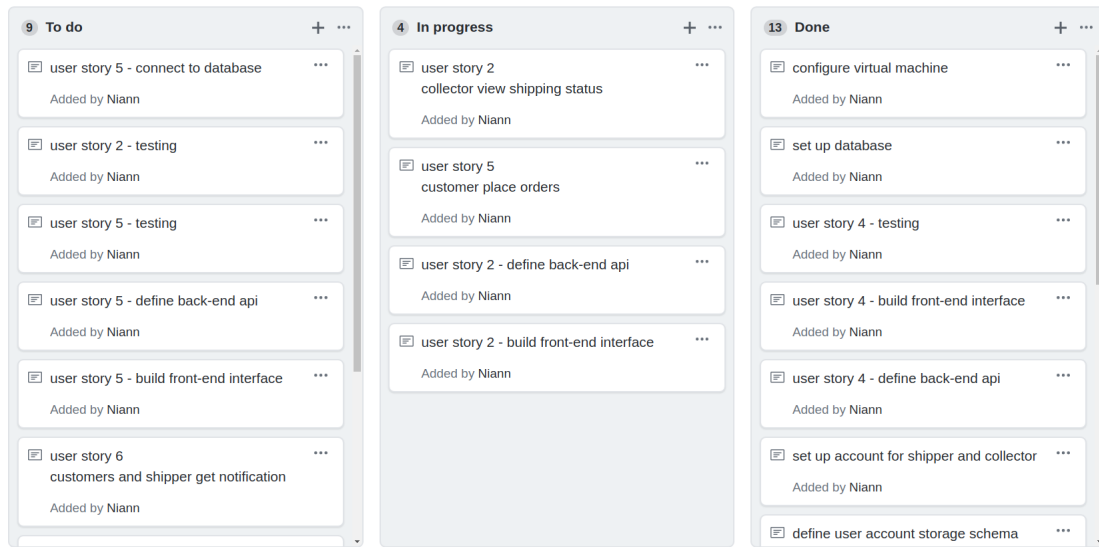 9 To do
user story 5 - connect to database
Added by Niann
user story 2 - testing
Added by Niann
user story 5 - testing
Added by Niann
user story 5 - define back-end api
Added by Niann
user story 5 - build front-end interface
Added by Niann
user story 6
customers and shipper get notification
Added by Niann
4 In progress
user story 2
collector view shipping status
Added by Niann
user story 5
customer place orders
Added by Niann
user story 2 - define back-end api
Added by Niann
user story 2 - build front-end interface
Added by Niann
13 Done
configure virtual machine
Added by Niann
set up database
Added by Niann
user story 4 - testing
Added by Niann
user story 4 - build front-end interface
Added by Niann
user story 4 - define back-end api
Added by Niann
set up account for shipper and collector
Added by Niann
define user account storage schema